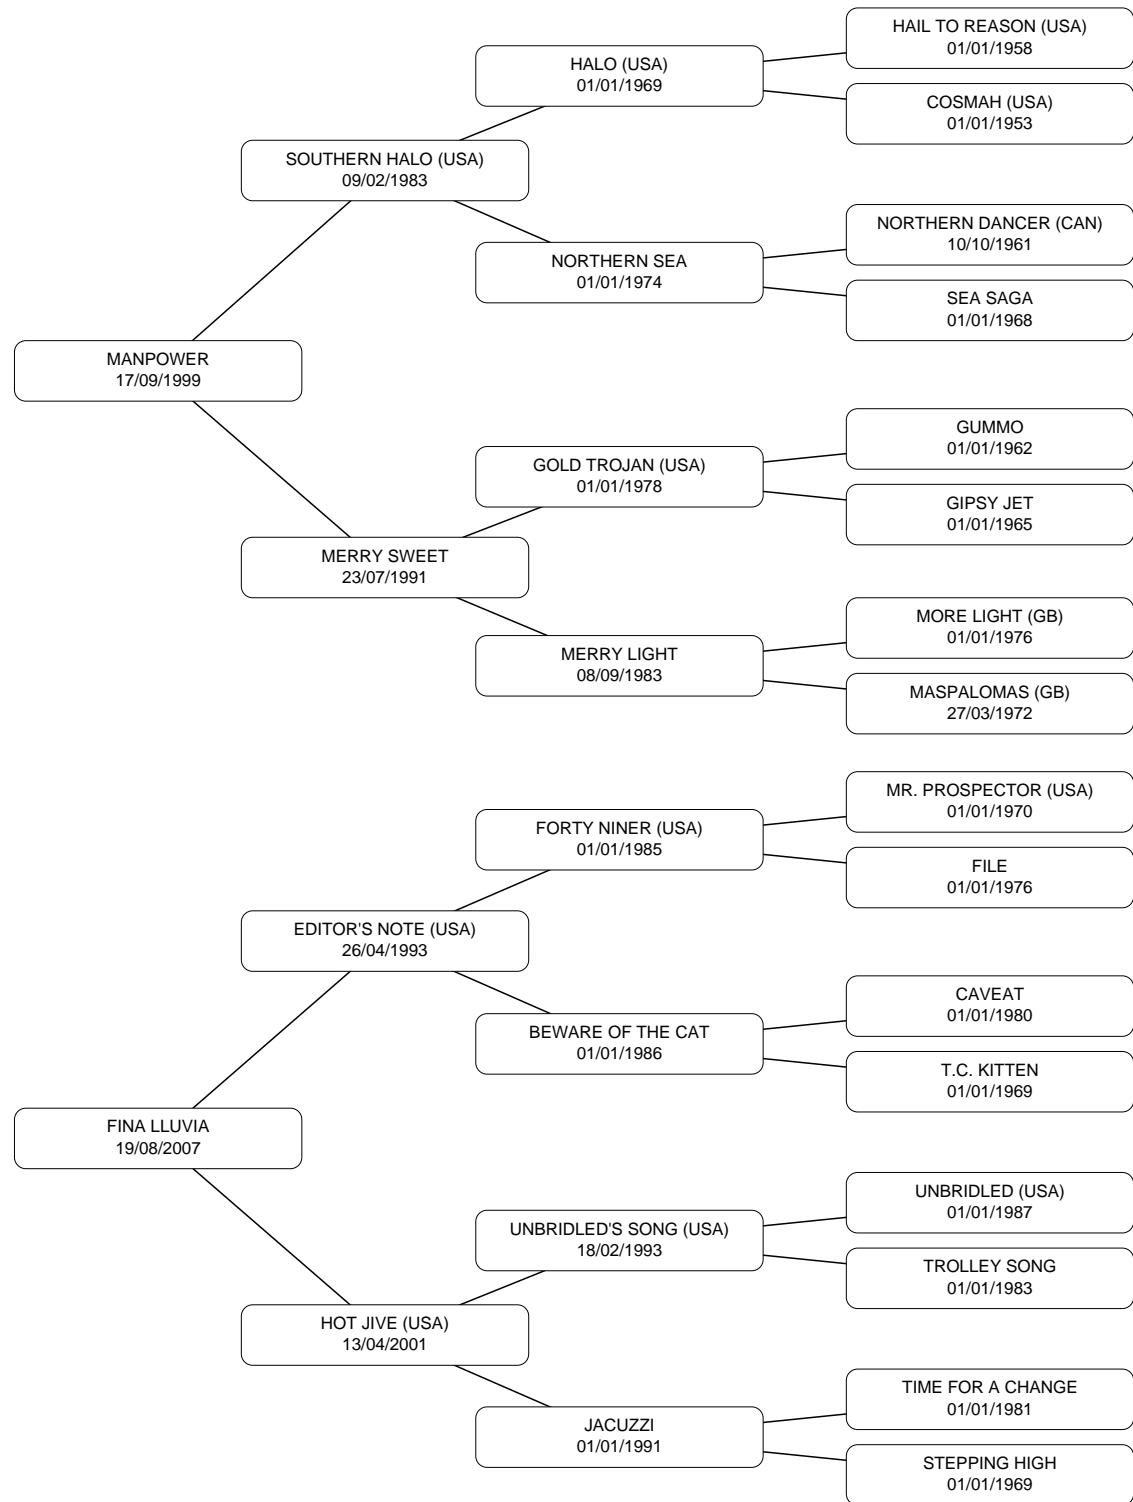 HAIL TO REASON (USA)
01/01/1958
HALO (USA)
01/01/1969
COSMAH (USA)
01/01/1953
SOUTHERN HALO (USA)
09/02/1983
NORTHERN DANCER (CAN)
10/10/1961
NORTHERN SEA
01/01/1974
SEA SAGA
01/01/1968
MANPOWER
17/09/1999
GUMMO
01/01/1962
GOLD TROJAN (USA)
01/01/1978
GIPSY JET
01/01/1965
MERRY SWEET
23/07/1991
MORE LIGHT (GB)
01/01/1976
MERRY LIGHT
08/09/1983
MASPALOMAS (GB)
27/03/1972
MR. PROSPECTOR (USA)
01/01/1970
FORTY NINER (USA)
01/01/1985
FILE
01/01/1976
EDITOR'S NOTE (USA)
26/04/1993
CAVEAT
01/01/1980
BEWARE OF THE CAT
01/01/1986
T.C. KITTEN
01/01/1969
FINA LLUVIA
19/08/2007
UNBRIDLED (USA)
01/01/1987
UNBRIDLED'S SONG (USA)
18/02/1993
TROLLEY SONG
01/01/1983
HOT JIVE (USA)
13/04/2001
TIME FOR A CHANGE
01/01/1981
JACUZZI
01/01/1991
STEPPING HIGH
01/01/1969